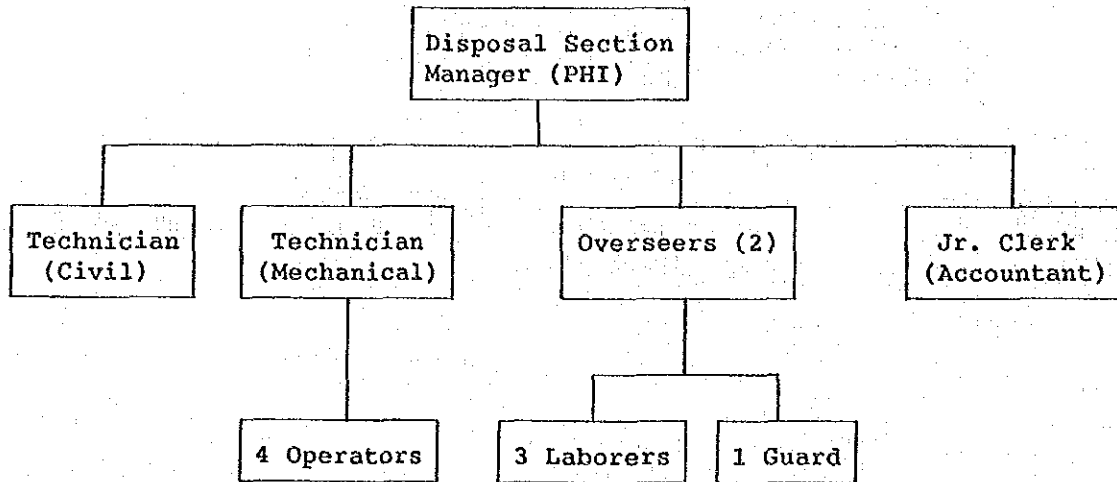 Disposal Section
Manager (PHI)
Technician
(Civil)
Technician
(Mechanical)
Overseers (2)
Jr. Clerk
(Accountant)
4 Operators
3 Laborers
1 Guard